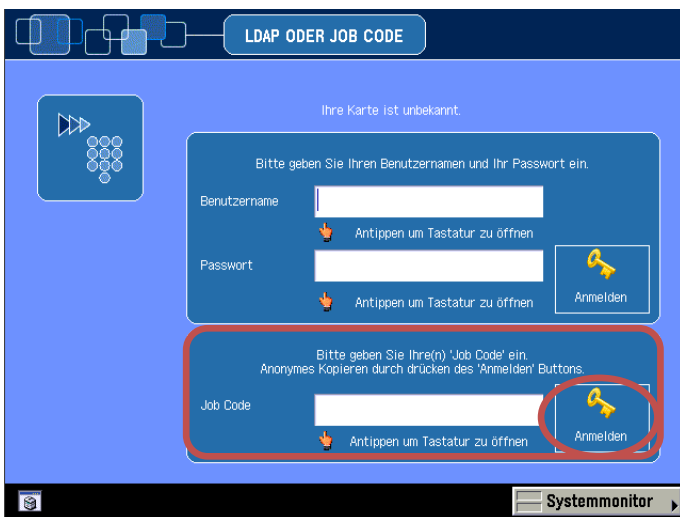 LDAP ODER JOB CODE
Ihre Karte ist unbekannt.
Bitte geben Sie Ihren Benutzernamen und Ihr Passwort ein.
Benutzername
Antippen um Tastatur zu öffnen
Passwort
Antippen um Tastatur zu öffnen
Anmelden
Bitte geben Sie Ihre(n) 'Job Code' ein.
Anonymes Kopieren durch drücken des 'Anmelden' Buttons.
Job Code
Antippen um Tastatur zu öffnen
Anmelden
Systemmonitor